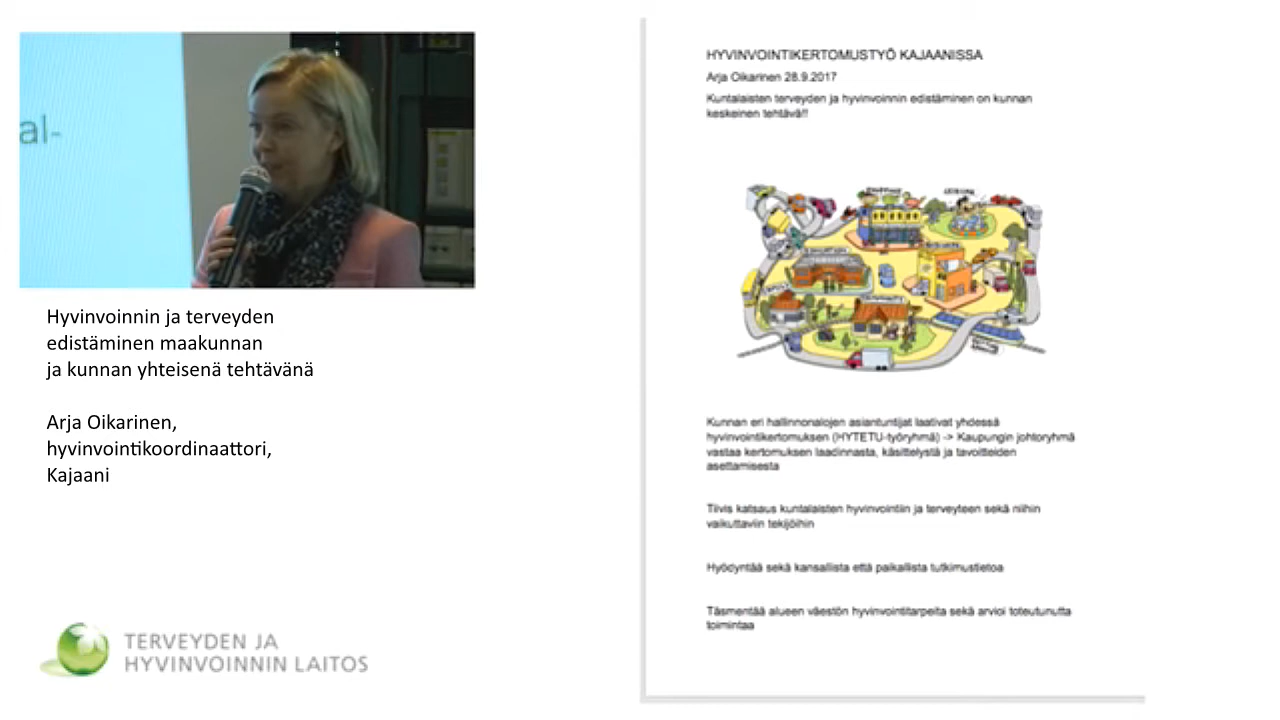 al-
Hyvinvoinnin ja terveyden
edistäminen maakunnan
ja kunnan yhteisenä tehtävänä
Arja Oikarinen,
hyvinvointikoordinaattori,
Kajaani
TERVEYDEN JA
HYVINVOINNIN LAITOS
HYVINVOINTIKERTOMUSTYÖ KAJAANISSA
Arja Oikarinen 28.9.2017
Kuntalaisten terveyden ja hyvinvoinnin edistäminen on kunnan
keskeinen tehtävä!!
Kunnan eri hallinnonalojen asiantuntijat laativat yhdessä
hyvinvointikertomuksen (HYTETU-työryhmä) -> Kaupungin johtoryhmä
vastaa kertomuksen laadinnasta, käsittelystä ja tavoitteiden
asettamisesta
Tiivis katsaus kuntalaisten hyvinvointiin ja terveyteen sekä niihin
vaikuttaviin tekijöihin
Hyödyntää sekä kansallista että paikallista tutkimustietoa
Täsmentää alueen väestön hyvinvointitarpeita sekä arvioi toteutunutta
toimintaa